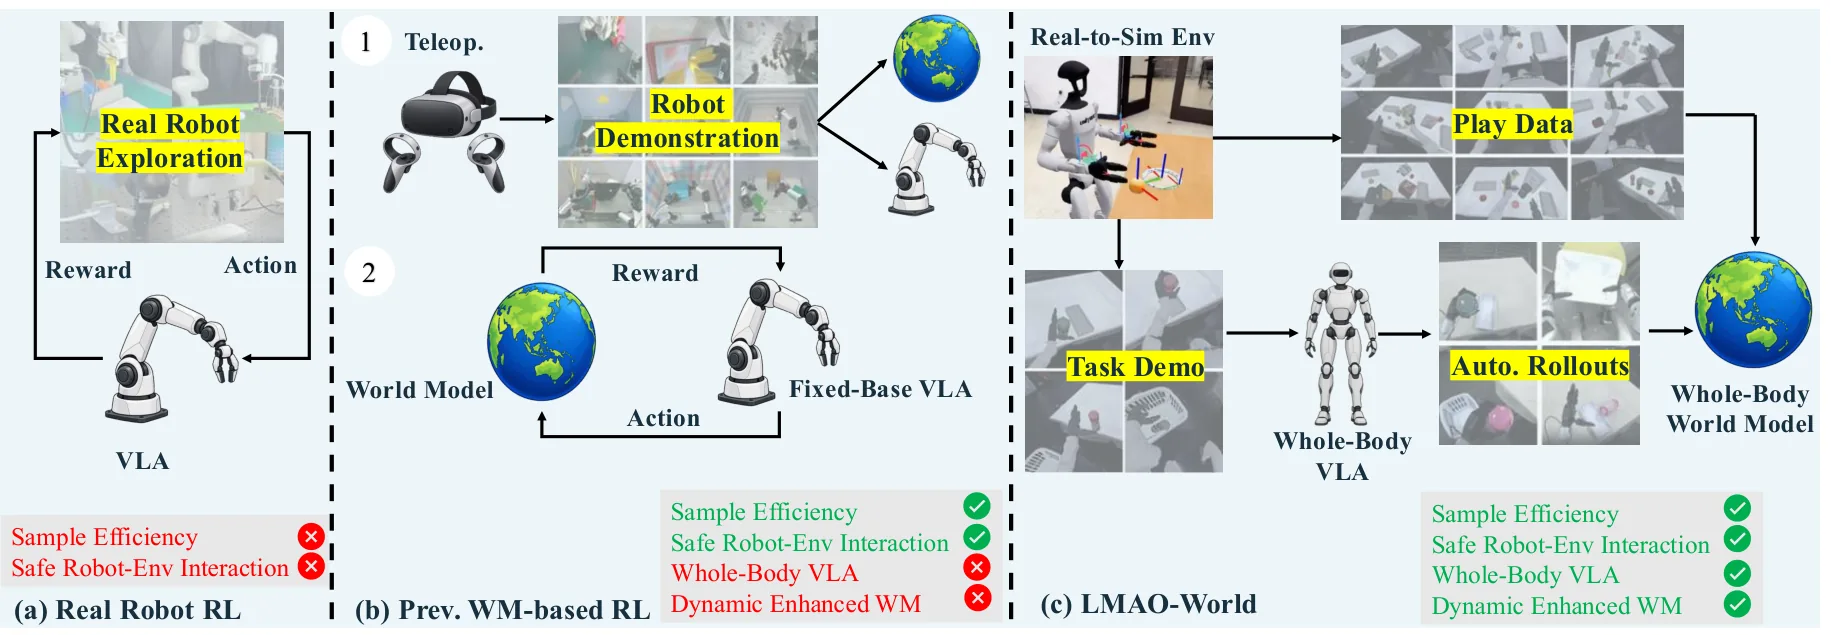 Real Robot
Exploration
Reward
Action
VLA
Sample Efficiency
Safe Robot-Env Interaction
(a) Real Robot RL
1
Teleop.
Robot
Demonstration
2
Reward
World Model
Fixed-Base VLA
Action
Sample Efficiency
Safe Robot-Env Interaction
Whole-Body VLA
Dynamic Enhanced WM
(b) Prev. WM-based RL
Real-to-Sim Env
Play Data
Task Demo
Auto. Rollouts
Whole-Body
VLA
Whole-Body
World Model
Sample Efficiency
Safe Robot-Env Interaction
Whole-Body VLA
Dynamic Enhanced WM
(c) LMAO-World